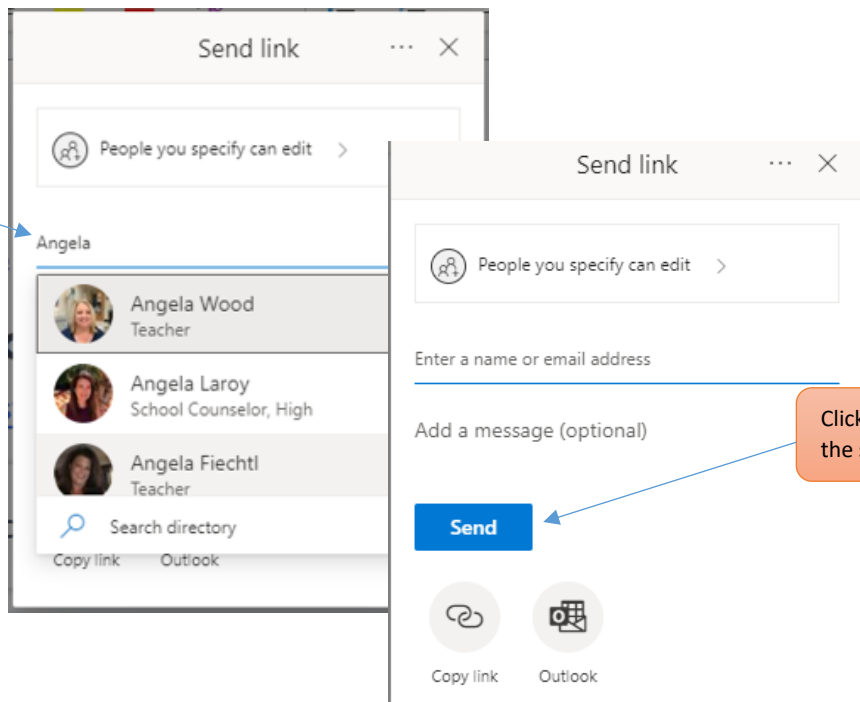 Send link
People you specify can edit
Angela
Angela Wood
Teacher
Angela Laroy
School Counselor, High
Angela Fiechtl
Teacher
Search directory
Copy link Outlook
Send link
People you specify can edit
Enter a name or email address
Add a message (optional)
Send
Copy link Outlook
Click
the